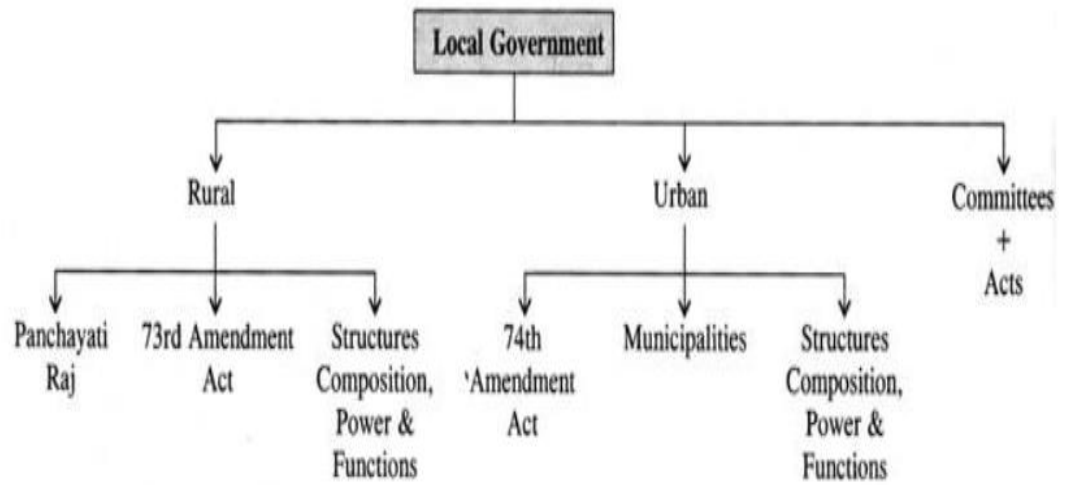 Local Government
Rural
Urban
Committees
+
Acts
Panchayati
Raj
73rd Amendment
Act
Structures
Composition,
Power &
Functions
74th
'Amendment
Act
Municipalities
Structures
Composition,
Power &
Functions